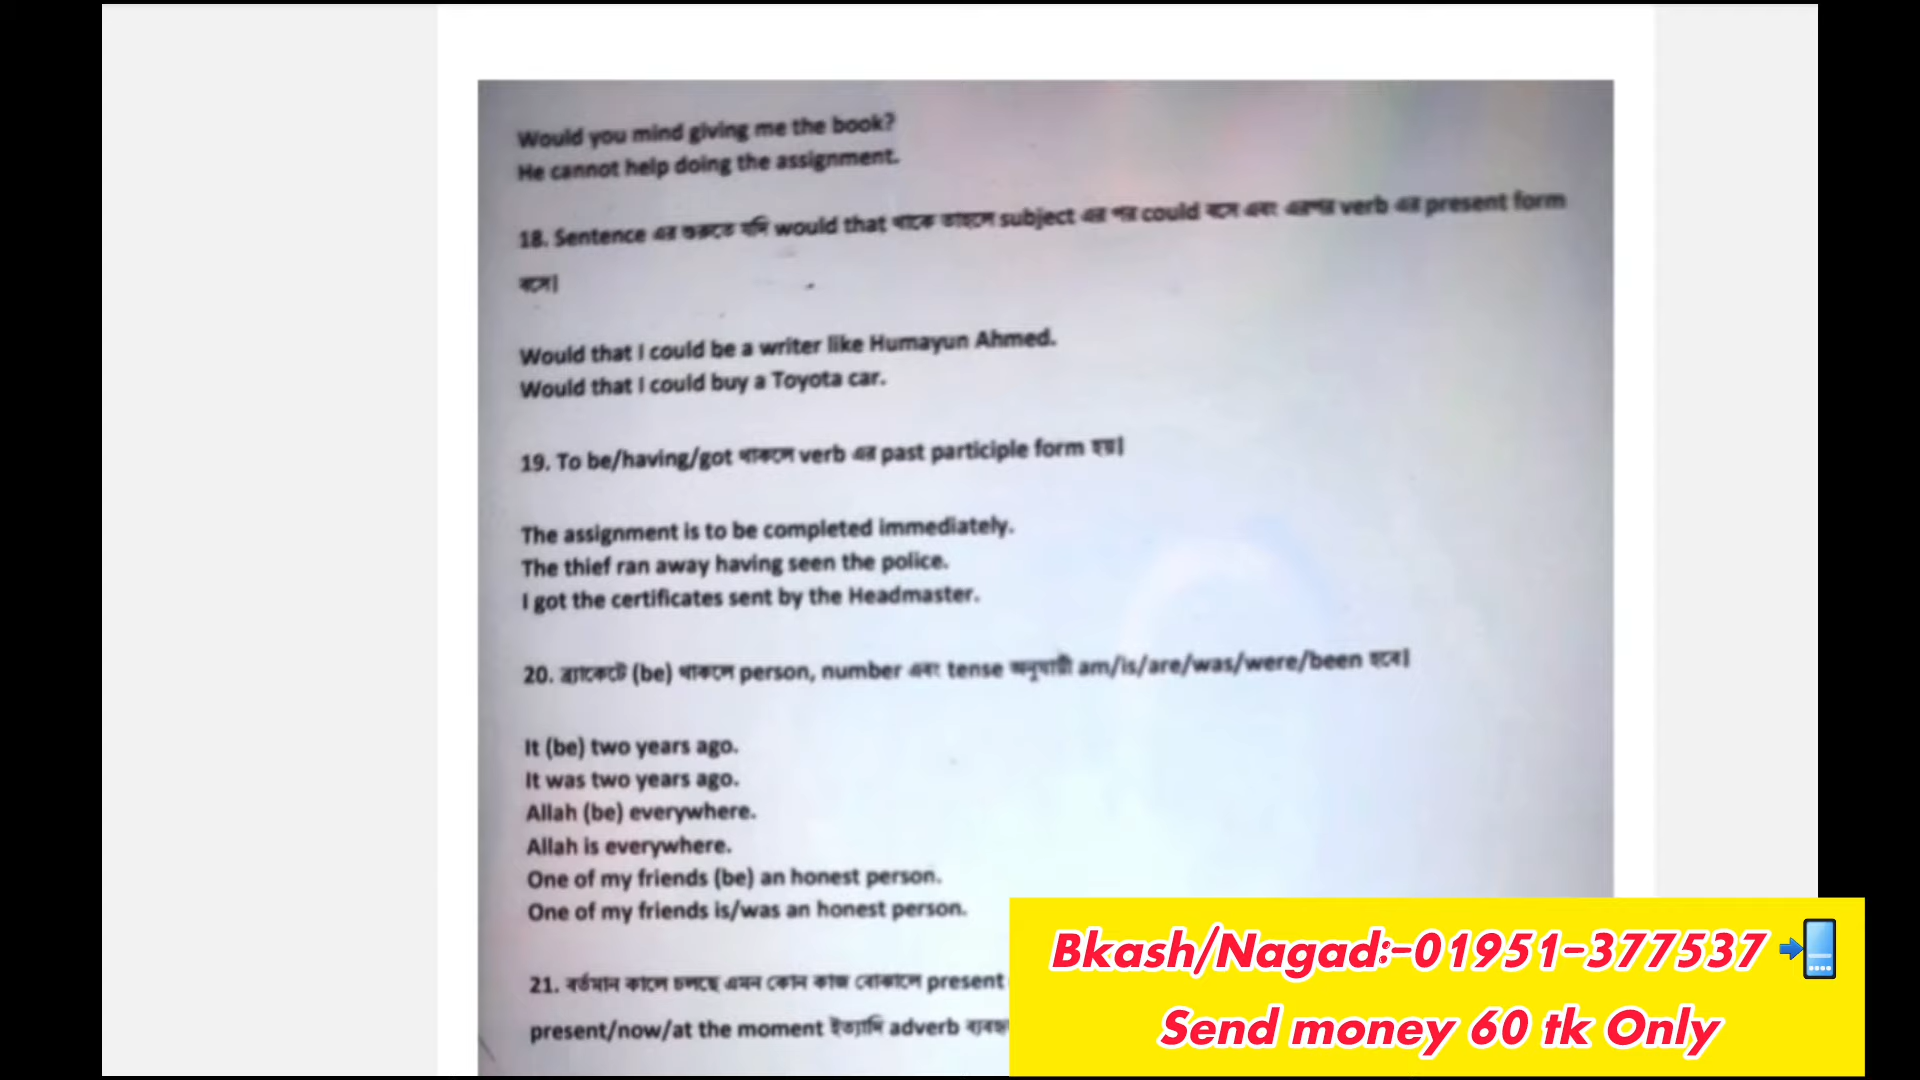 Would you mind giving me the book?
He cannot help doing the assignment.
18. Sentence এর শুরুতে যদি would that থাকে তাহলে subject এর পর could বসে এবং এরপর verb এর present form
বসে।
Would that I could be a writer like Humayun Ahmed.
Would that I could buy a Toyota car.
19. To be/having/got থাকলে verb এর past participle form হয়।
The assignment is to be completed immediately.
The thief ran away having seen the police.
I got the certificates sent by the Headmaster.
20. ব্র্যাকেটে (be) থাকলে person, number এবং tense অনুযায়ী am/is/are/was/were/been হবে।
It (be) two years ago.
It was two years ago.
Allah (be) everywhere.
Allah is everywhere.
One of my friends (be) an honest person.
One of my friends is/was an honest person.
21. বর্তমান কালে চলছে এমন কোন কাজ বোঝালে present
present/now/at the moment ইত্যাদি adverb
Bkash/Nagad:-01951-377537
Send money 60 tk Only